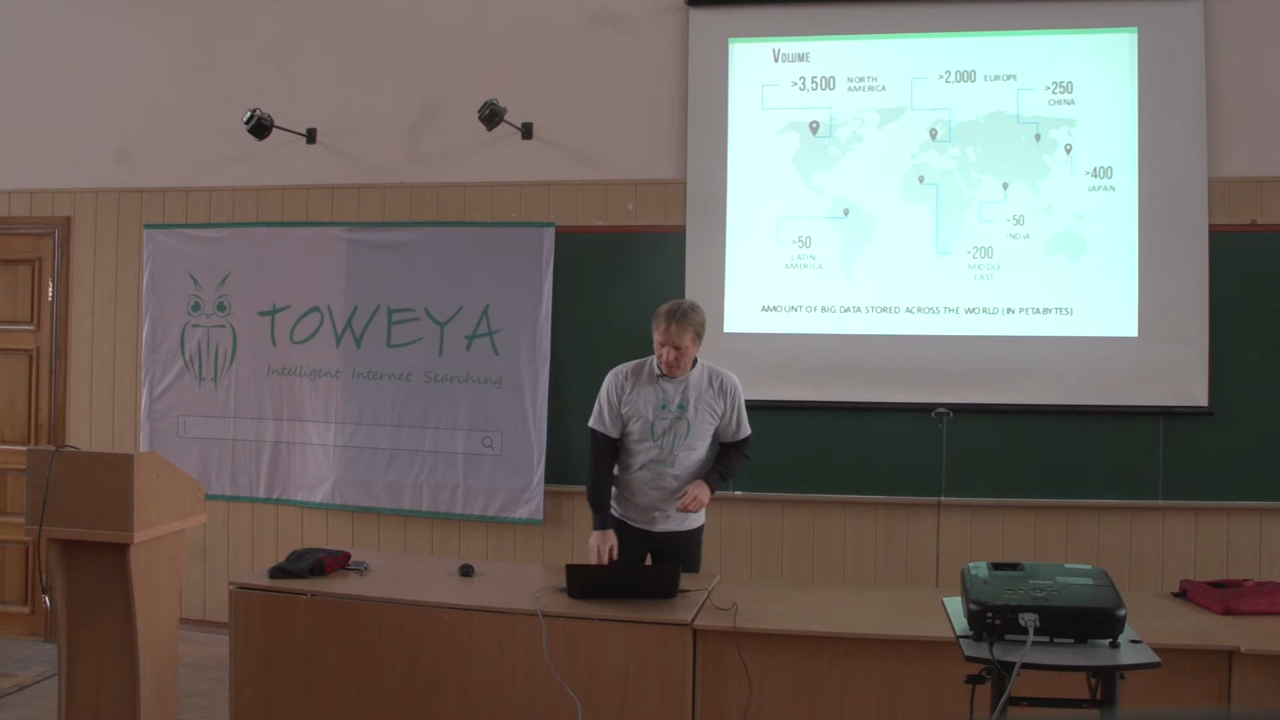 VOLUME
>3,500 NORTH
AMERICA
>2,000 EUROPE
>250
CHINA
>400
JAPAN
>50
INDIA
>200
MIDDLE
EAST
>50
LATIN
AMERICA
AMOUNT OF BIG DATA STORED ACROSS THE WORLD (IN PETABYTES)
TOWEYA
Intelligent Internet Searching